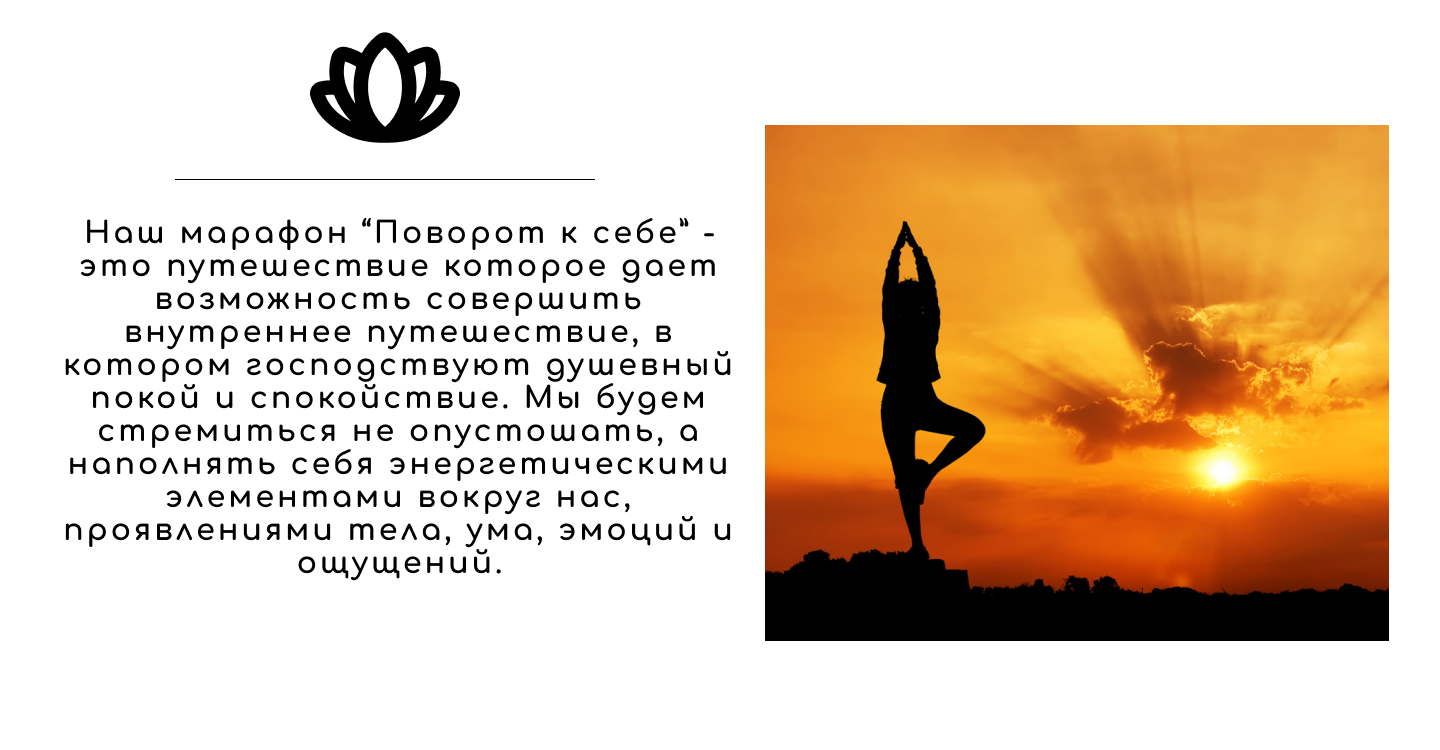 Наш марафон “Поворот к себе” -
это путешествие которое дает
возможность совершить
внутреннее путешествие, в
котором господствуют душевный
покой и спокойствие. Мы будем
стремиться не опустошать, а
наполнять себя энергетическими
элементами вокруг нас,
проявлениями тела, ума, эмоций и
ощущений.